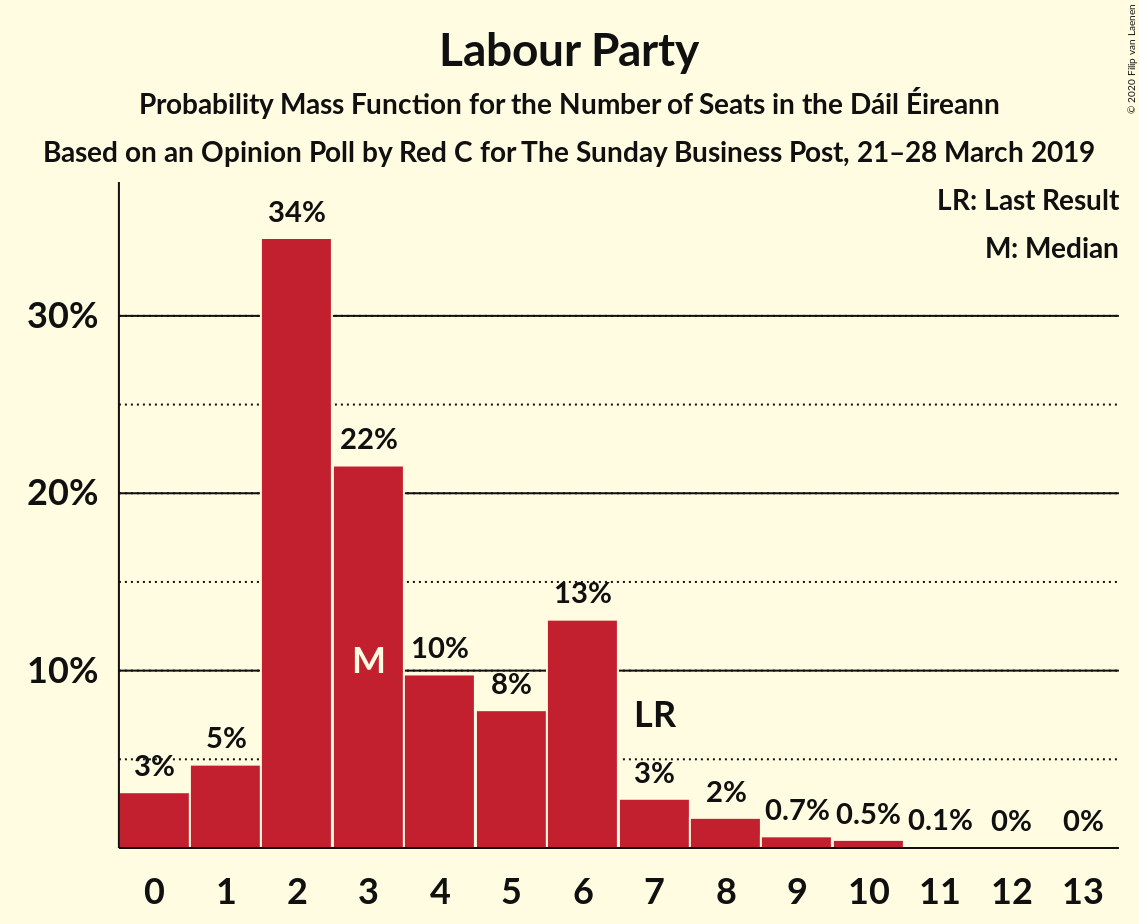 Labour Party
Probability Mass Function for the Number of Seats in the Dáil Éireann
Based on an Opinion Poll by Red C for The Sunday Business Post, 21–28 March 2019
© 2020 Filip van Laenen
LR: Last Result
M: Median
34%
30%
22%
20%
13%
10%
M
10%
8%
LR
5%
3%
3%
2%
0.7%
0.5%
0.1%
0%
0%
0 1 2 3 4 5 6 7 8 9 10 11 12 13